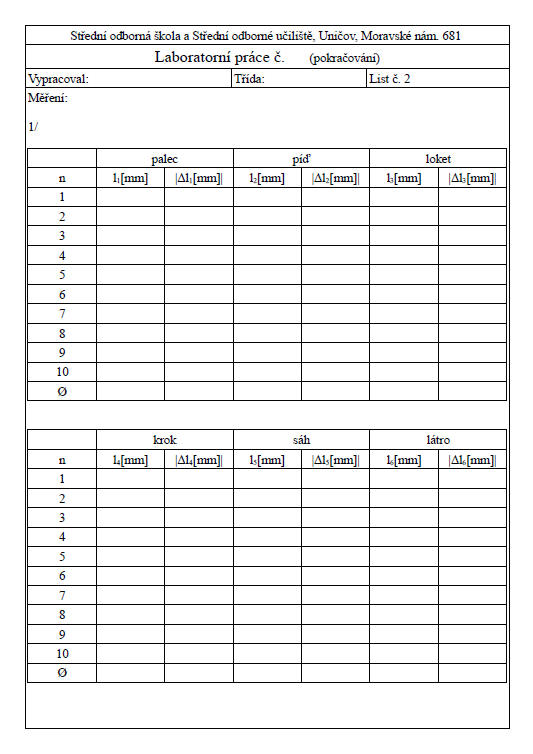 Střední odborná škola a Střední odborné učiliště, Uničov, Moravské nám. 681
Laboratorní práce č. (pokračování)
Vypracoval: Třída: List č. 2
Měření:
1/
palec píď loket
n l₁[mm] |Δl₁[mm]| l₂[mm] |Δl₂[mm]| l₃[mm] |Δl₃[mm]|
1
2
3
4
5
6
7
8
9
10
Ø
krok sáh látro
n l₄[mm] |Δl₄[mm]| l₅[mm] |Δl₅[mm]| l₆[mm] |Δl₆[mm]|
1
2
3
4
5
6
7
8
9
10
Ø